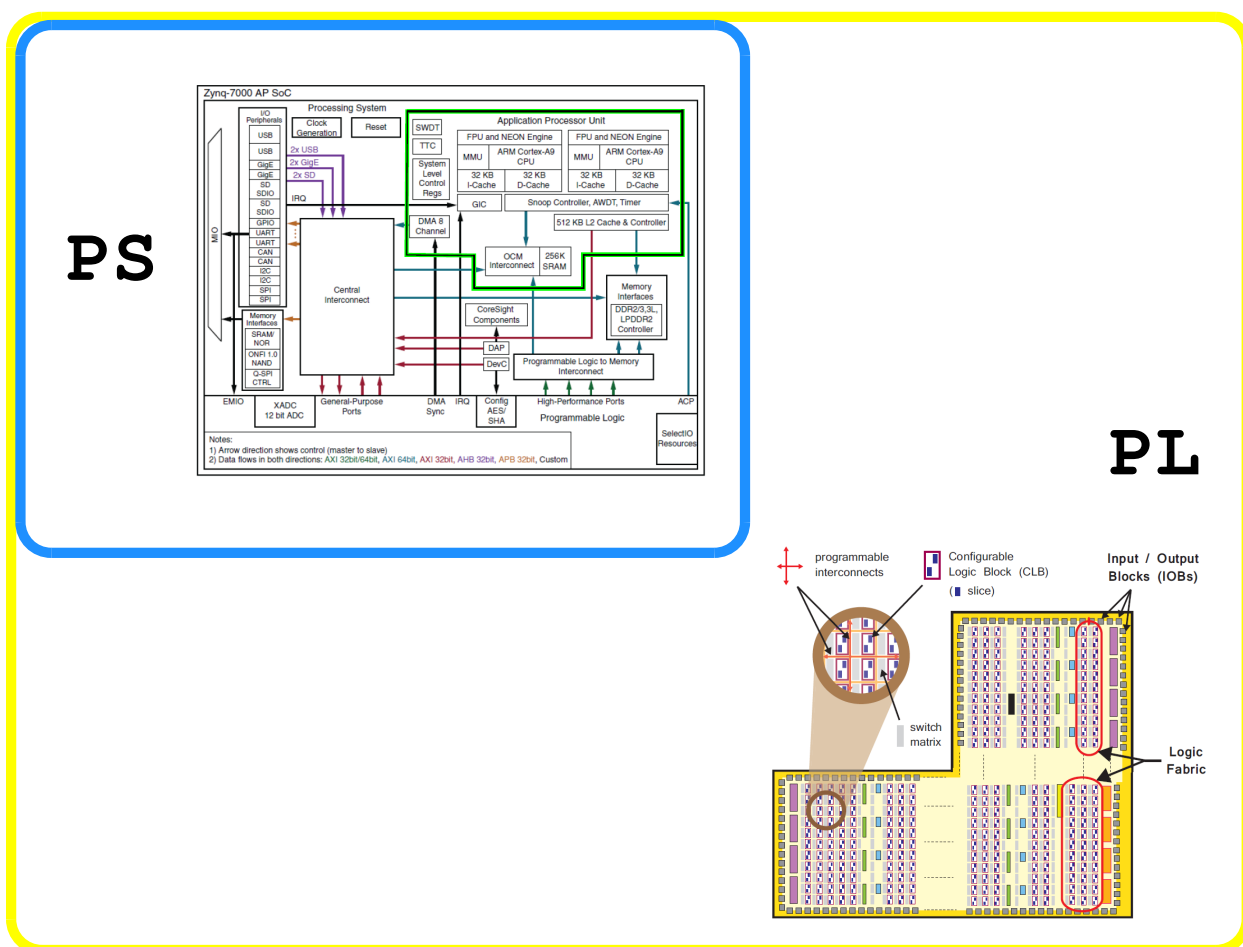 PS
Zynq-7000 AP SoC
Processing System
I/O
Peripherals
USB
USB
GigE
GigE
SD
SDIO
SD
SDIO
GPIO
UART
UART
CAN
CAN
I2C
I2C
SPI
SPI
Memory
Interfaces
SRAM/
NOR
ONFI 1.0
NAND
Q-SPI
CTRL
MIO
Clock
Generation
Reset
2x USB
2x GigE
2x SD
IRQ
Central
Interconnect
SWDT
TTC
System
Level
Control
Regs
DMA 8
Channel
Application Processor Unit
FPU and NEON Engine
FPU and NEON Engine
MMU
ARM Cortex-A9
CPU
MMU
ARM Cortex-A9
CPU
32 KB
I-Cache
32 KB
D-Cache
32 KB
I-Cache
32 KB
D-Cache
GIC
Snoop Controller, AWDT, Timer
512 KB L2 Cache & Controller
OCM
Interconnect
256K
SRAM
Memory
Interfaces
DDR2/3,3L,
LPDDR2
Controller
CoreSight
Components
DAP
DevC
Programmable Logic to Memory
Interconnect
EMIO
XADC
12 bit ADC
General-Purpose
Ports
DMA
Sync
IRQ
Config
AES/
SHA
High-Performance Ports
ACP
Programmable Logic
SelectIO
Resources
Notes:
1) Arrow direction shows control (master to slave)
2) Data flows in both directions: AXI 32bit/64bit, AXI 64bit, AXI 32bit, AHB 32bit, APB 32bit, Custom
PL
programmable
interconnects
Configurable
Logic Block (CLB)
( slice)
Input / Output
Blocks (IOBs)
switch
matrix
Logic
Fabric